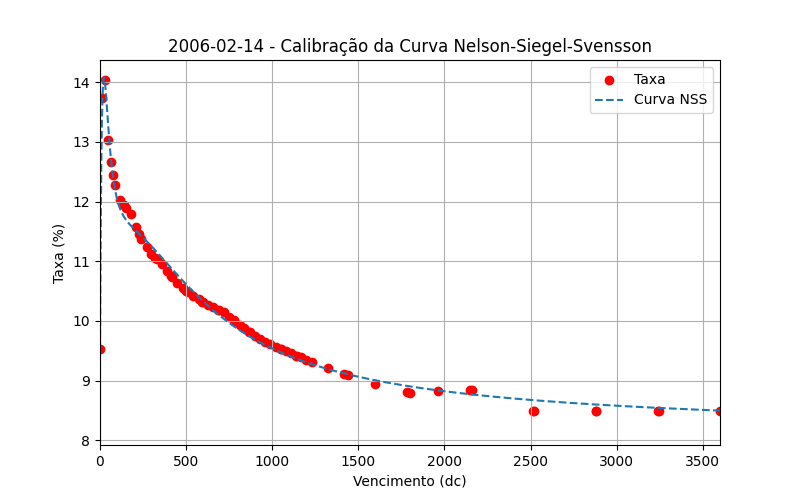 2006-02-14 - Calibração da Curva Nelson-Siegel-Svensson
Taxa
Curva NSS
Taxa (%)
14
13
12
11
10
9
8
0 500 1000 1500 2000 2500 3000 3500
Vencimento (dc)